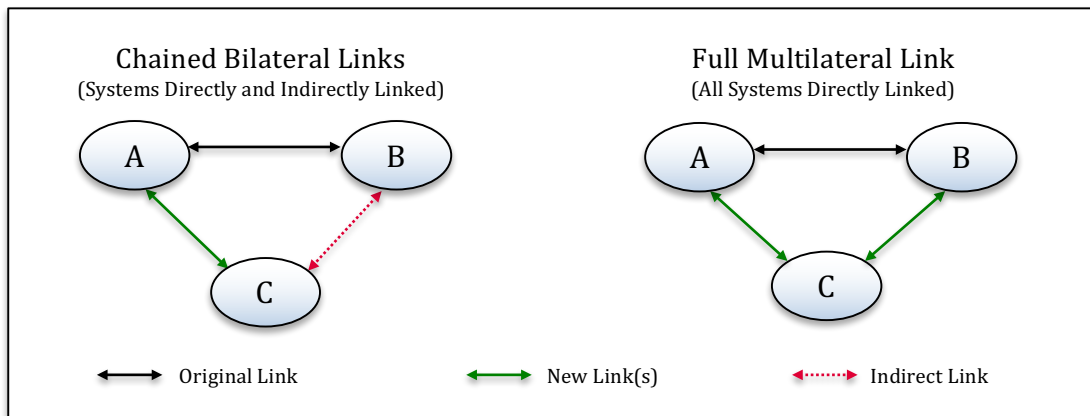 Chained Bilateral Links
(Systems Directly and Indirectly Linked)
A
B
C
Full Multilateral Link
(All Systems Directly Linked)
A
B
C
Original Link
New Link(s)
Indirect Link